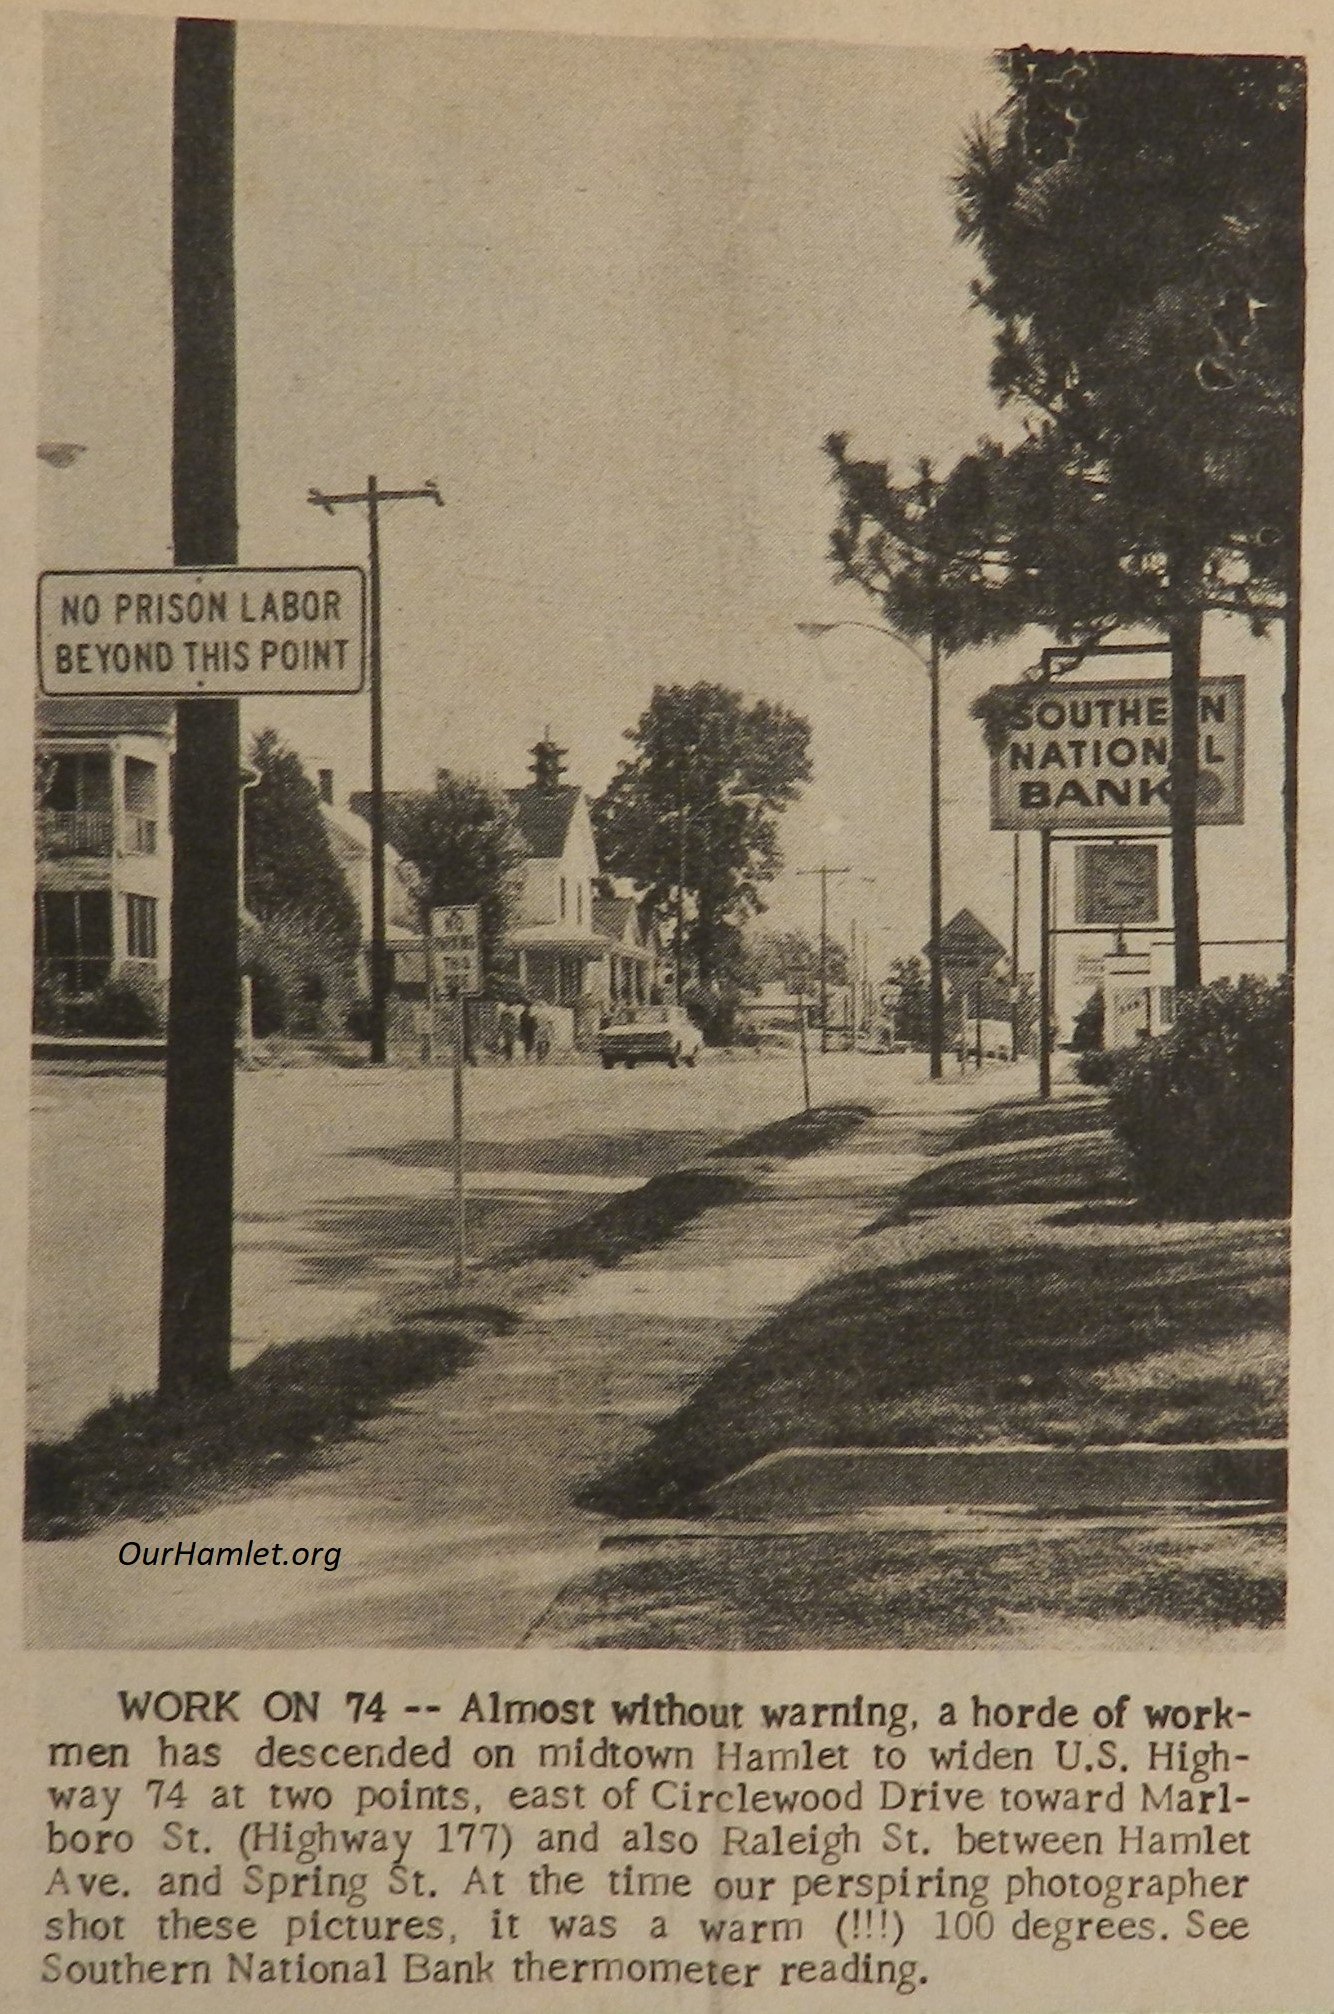 NO PRISON LABOR
BEYOND THIS POINT
SOUTHERN
NATIONAL
BANK
NO
PARKING
THIS
OurHamlet.org
WORK ON 74 -- Almost without warning, a horde of work-
men has descended on midtown Hamlet to widen U.S. High-
way 74 at two points, east of Circlewood Drive toward Marl-
boro St. (Highway 177) and also Raleigh St. between Hamlet
Ave. and Spring St. At the time our perspiring photographer
shot these pictures, it was a warm (!!!) 100 degrees. See
Southern National Bank thermometer reading.